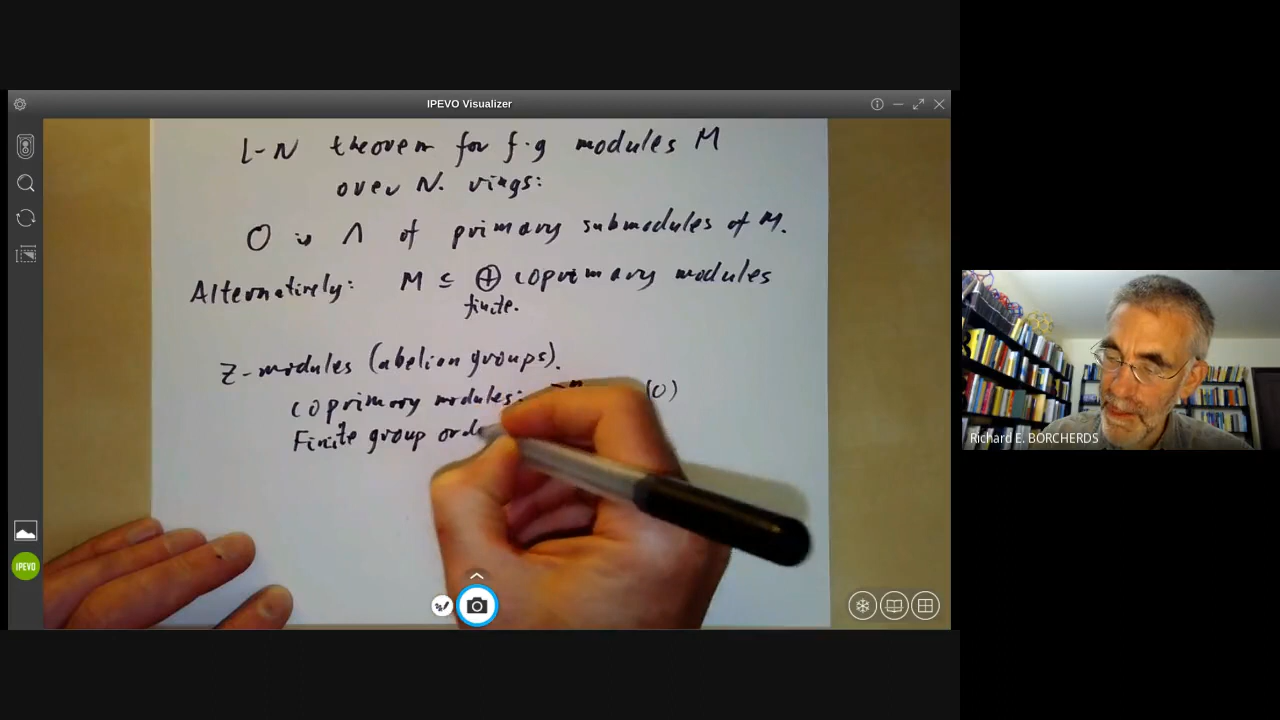 IPEVO Visualizer
L-N theorem for f.g modules M
over N. rings:
O is ∩ of primary submodules of M.
Alternatively: M ⊆ ⊕ coprimary modules
finite.
Z-modules (abelian groups).
coprimary modules: (0)
Finite group orde
IPEVO
Richard E. BORCHERDS